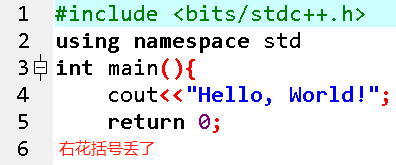 1 #include <bits/stdc++.h>
2 using namespace std
3 int main(){
4     cout<<"Hello, World!";
5     return 0;
6 右花括号丢了